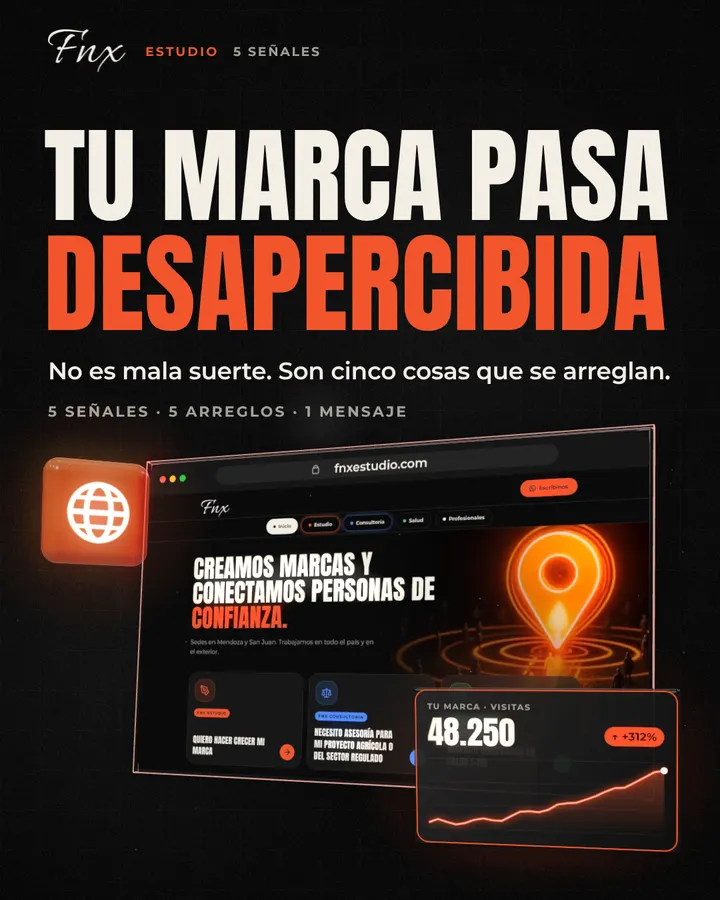 Fnx ESTUDIO 5 SEÑALES
TU MARCA PASA
DESAPERCIBIDA
No es mala suerte. Son cinco cosas que se arreglan.
5 SEÑALES · 5 ARREGLOS · 1 MENSAJE
fnxestudio.com
Fnx
Escribinos
Inicio
Estudio
Consultoría
Salud
Profesionales
CREAMOS MARCAS Y
CONECTAMOS PERSONAS DE
CONFIANZA.
Sedes en Mendoza y San Juan. Trabajamos en todo el país y en
el exterior.
FNX ESTUDIO
QUIERO HACER CRECER MI
MARCA
FNX CONSULTORÍA
NECESITO ASESORÍA PARA
MI PROYECTO AGRÍCOLA O
DEL SECTOR REGULADO
TU MARCA · VISITAS
48.250
↑ +312%